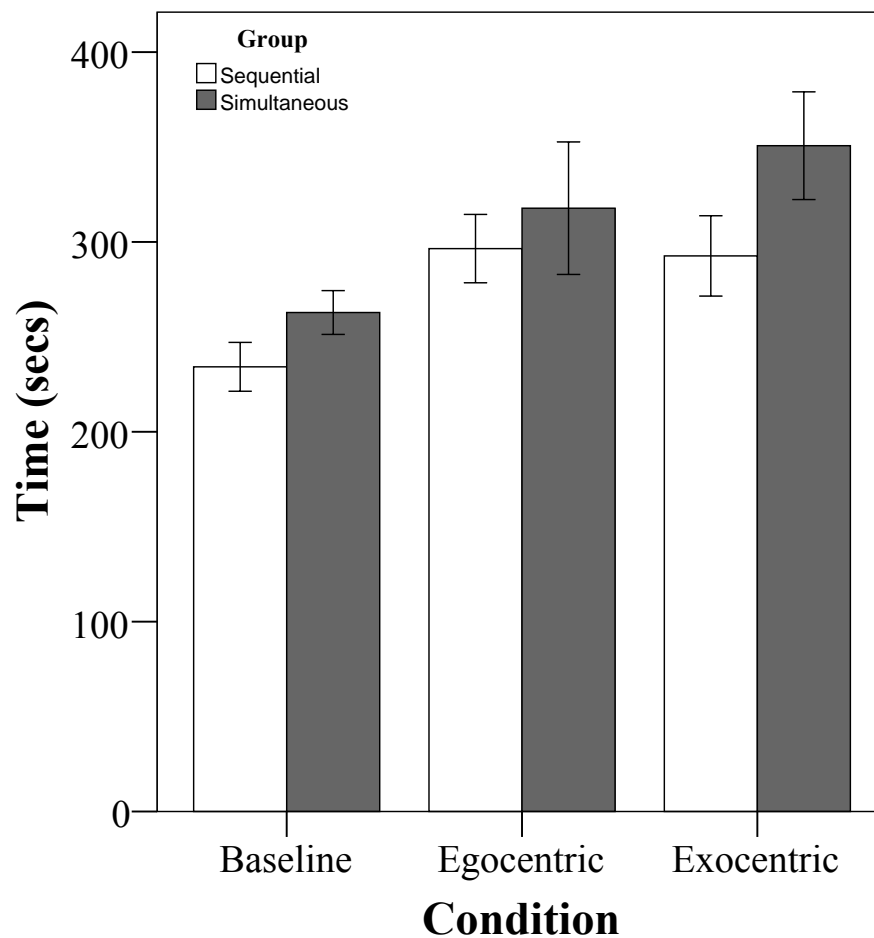 Group
Sequential
Simultaneous
400
300
200
100
0
Time (secs)
Baseline Egocentric Exocentric
Condition